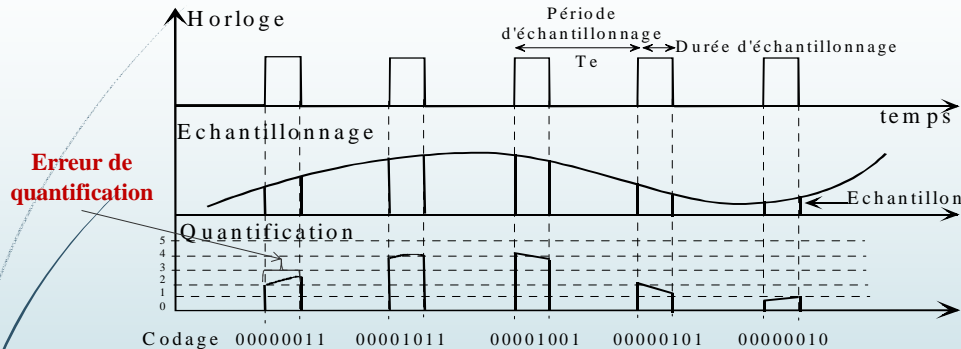 Horloge
Période
d'échantillonnage
Te
Durée d'échantillonnage
temps
Echantillonnage
Erreur de
quantification
Echantillon
Quantification
5
4
3
2
1
0
Codage 00000011 00001011 00001001 00000101 00000010